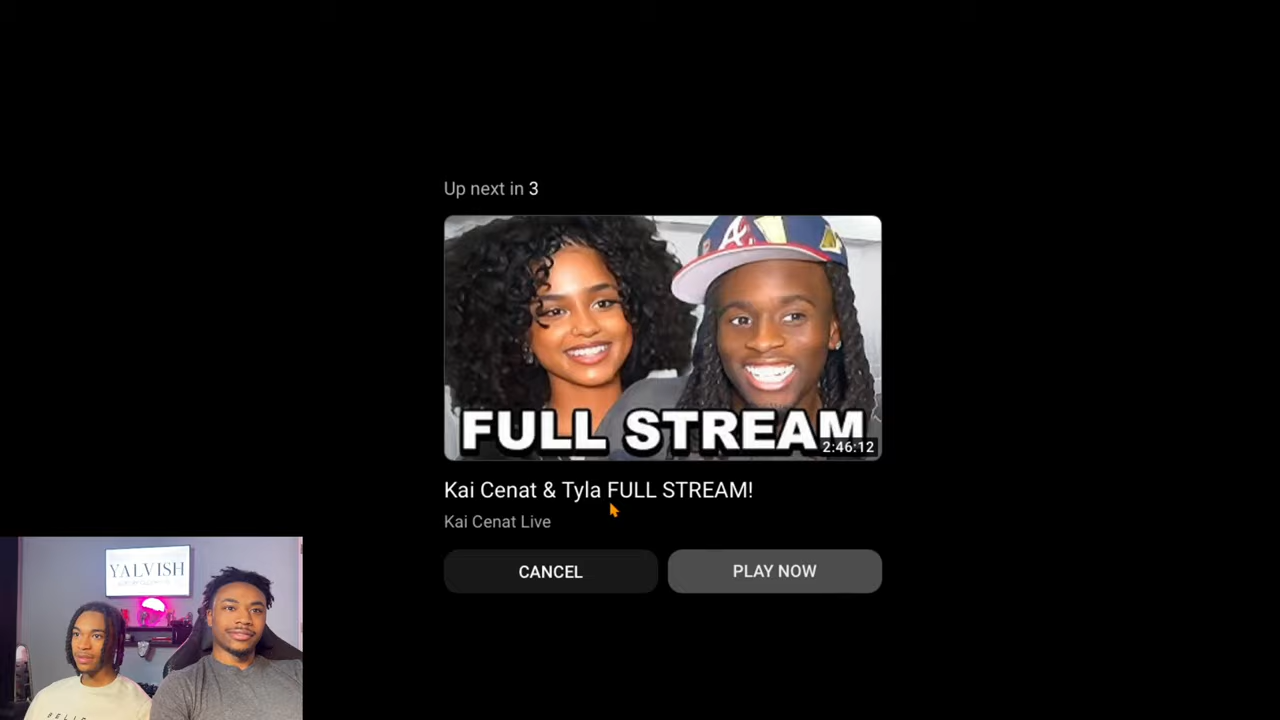 Up next in 3
FULL STREAM
2:46:12
Kai Cenat & Tyla FULL STREAM!
Kai Cenat Live
CANCEL
PLAY NOW
YALVISH